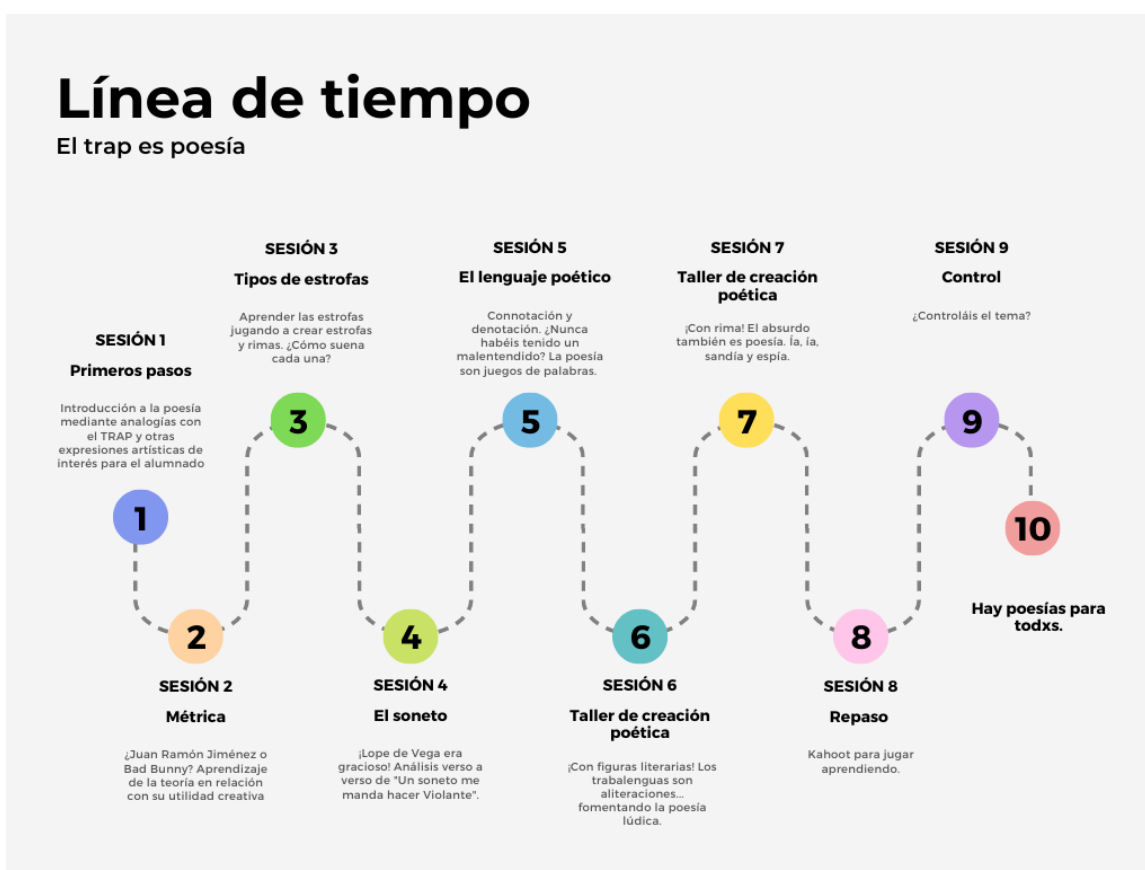 Línea de tiempo
El trap es poesía
SESIÓN 1
Primeros pasos
Introducción a la poesía
mediante analogías con
el TRAP y otras
expresiones artísticas de
interés para el alumnado
1
2
SESIÓN 2
Métrica
¿Juan Ramón Jiménez o
Bad Bunny? Aprendizaje
de la teoría en relación
con su utilidad creativa
SESIÓN 3
Tipos de estrofas
Aprender las estrofas
jugando a crear estrofas
y rimas. ¿Cómo suena
cada una?
3
4
SESIÓN 4
El soneto
¡Lope de Vega era
gracioso! Análisis verso a
verso de "Un soneto me
manda hacer Violante".
SESIÓN 5
El lenguaje poético
Connotación y
denotación. ¿Nunca
habéis tenido un
malentendido? La poesía
son juegos de palabras.
5
6
SESIÓN 6
Taller de creación
poética
¡Con figuras literarias! Los
trabalenguas son
aliteraciones...
fomentando la poesía
lúdica.
SESIÓN 7
Taller de creación
poética
¡Con rima! El absurdo
también es poesía. Ía, ía,
sandía y espía.
7
8
SESIÓN 8
Repaso
Kahoot para jugar
aprendiendo.
SESIÓN 9
Control
¿Controláis el tema?
9
10
Hay poesías para
todxs.